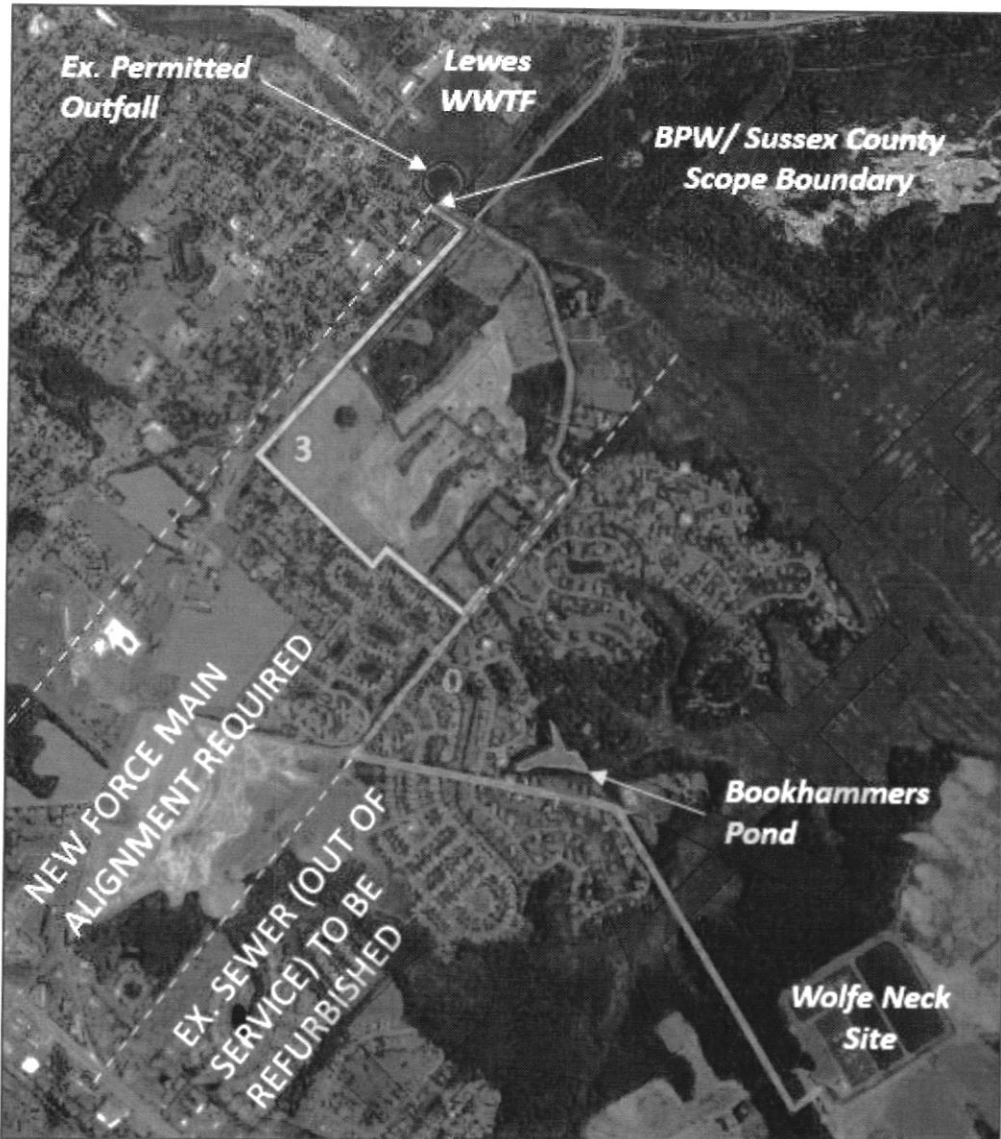 Ex. Permitted
Outfall
Lewes
WWTF
BPW/ Sussex County
Scope Boundary
3
0
NEW FORCE MAIN
ALIGNMENT REQUIRED
EX. SEWER (OUT OF
SERVICE) TO BE
REFURBISHED
Bookhammers
Pond
Wolfe Neck
Site